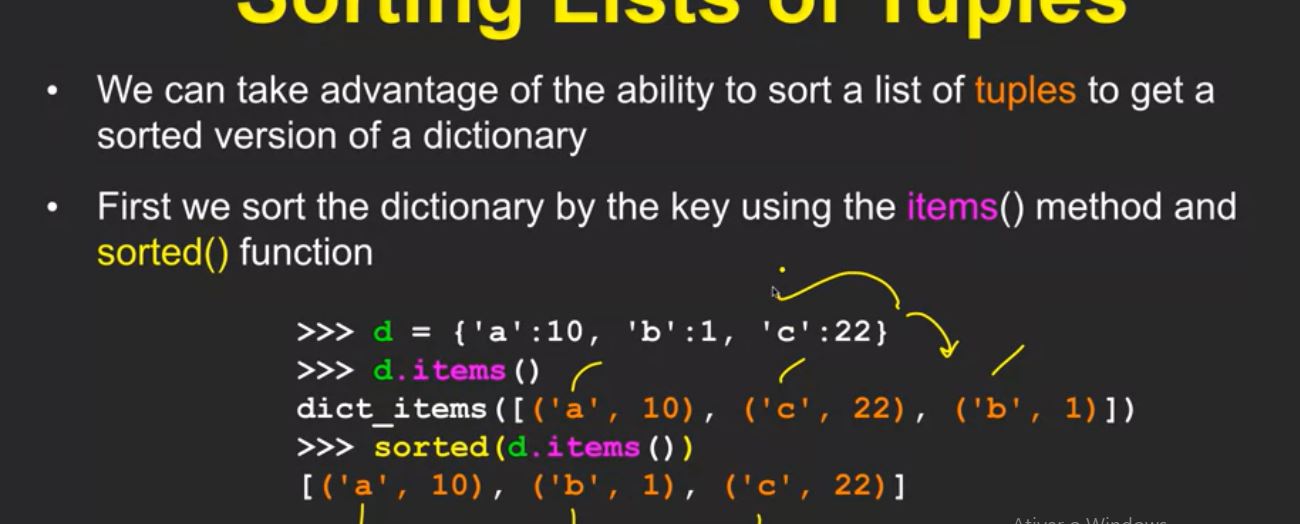 Sorting Lists of Tuples
• We can take advantage of the ability to sort a list of tuples to get a
sorted version of a dictionary
• First we sort the dictionary by the key using the items() method and
sorted() function
>>> d = {'a':10, 'b':1, 'c':22}
>>> d.items()
dict_items([('a', 10), ('c', 22), ('b', 1)])
>>> sorted(d.items())
[('a', 10), ('b', 1), ('c', 22)]
Ativar o Windows